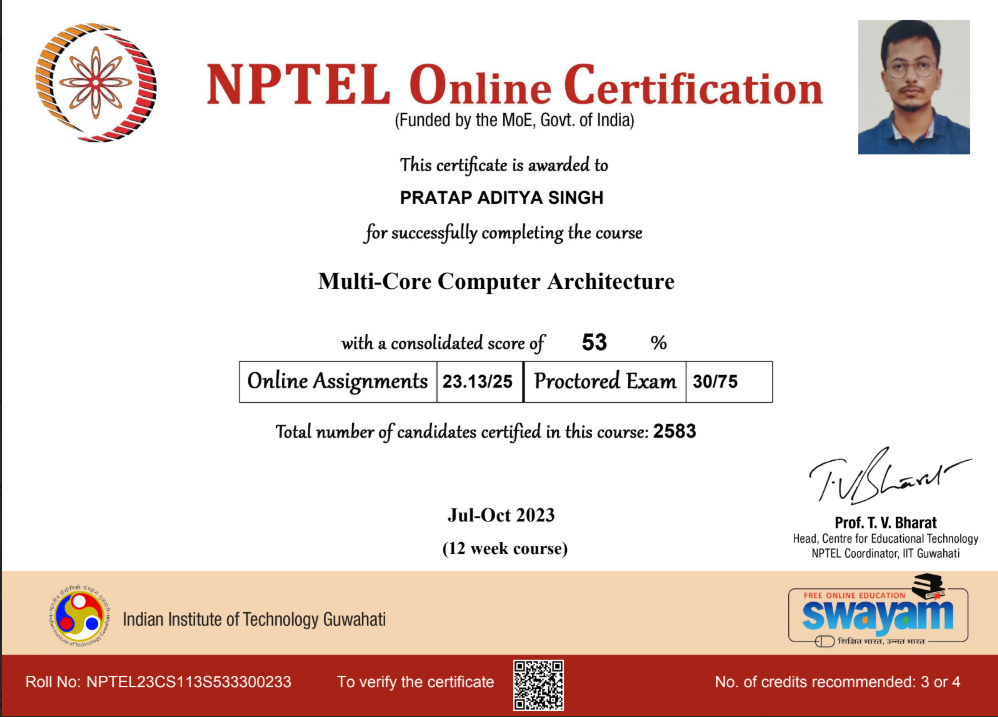 NPTEL Online Certification
(Funded by the MoE, Govt. of India)
This certificate is awarded to
PRATAP ADITYA SINGH
for successfully completing the course
Multi-Core Computer Architecture
with a consolidated score of 53 %
Online Assignments 23.13/25 Proctored Exam 30/75
Total number of candidates certified in this course: 2583
Jul-Oct 2023
(12 week course)
T.V.Bharat
Prof. T. V. Bharat
Head, Centre for Educational Technology
NPTEL Coordinator, IIT Guwahati
Indian Institute of Technology Guwahati
FREE ONLINE EDUCATION
swayam
शिक्षित भारत, उन्नत भारत
Roll No: NPTEL23CS113S533300233 To verify the certificate No. of credits recommended: 3 or 4